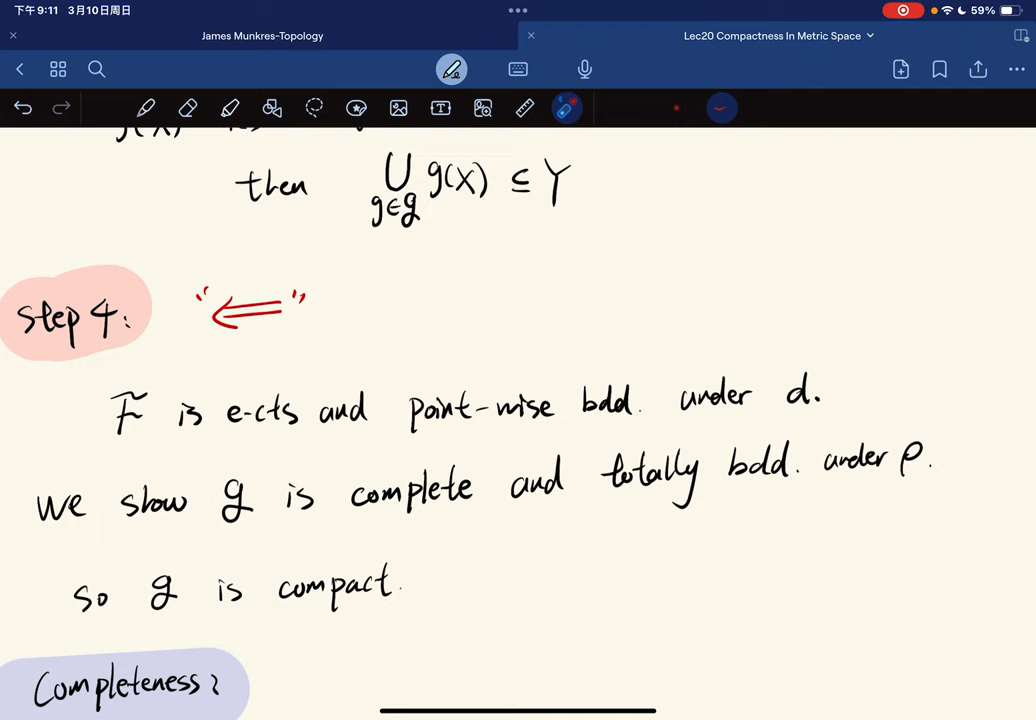 下午9:11 3月10日周日
59%
James Munkres-Topology
Lec20 Compactness In Metric Space
g(x)
then ⋃ g(X) ⊆ Y
g∈g
Step 4: "⇐"
F is e-cts and point-wise bdd. under d.
We show g is complete and totally bdd. under ρ.
so g is compact.
Completeness: